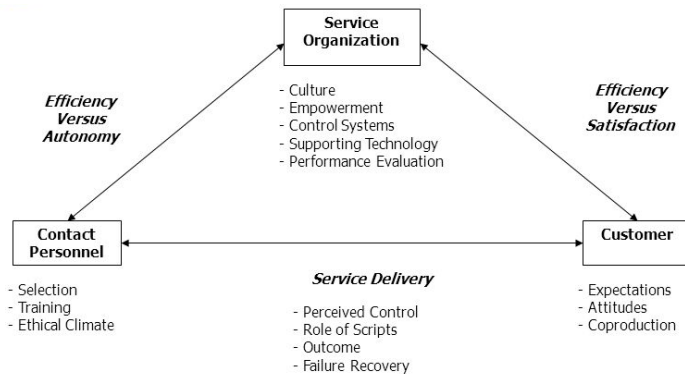 Service
Organization
Efficiency
Versus
Autonomy
- Culture
- Empowerment
- Control Systems
- Supporting Technology
- Performance Evaluation
Efficiency
Versus
Satisfaction
Contact
Personnel
Customer
Service Delivery
- Selection
- Training
- Ethical Climate
- Perceived Control
- Role of Scripts
- Outcome
- Failure Recovery
- Expectations
- Attitudes
- Coproduction